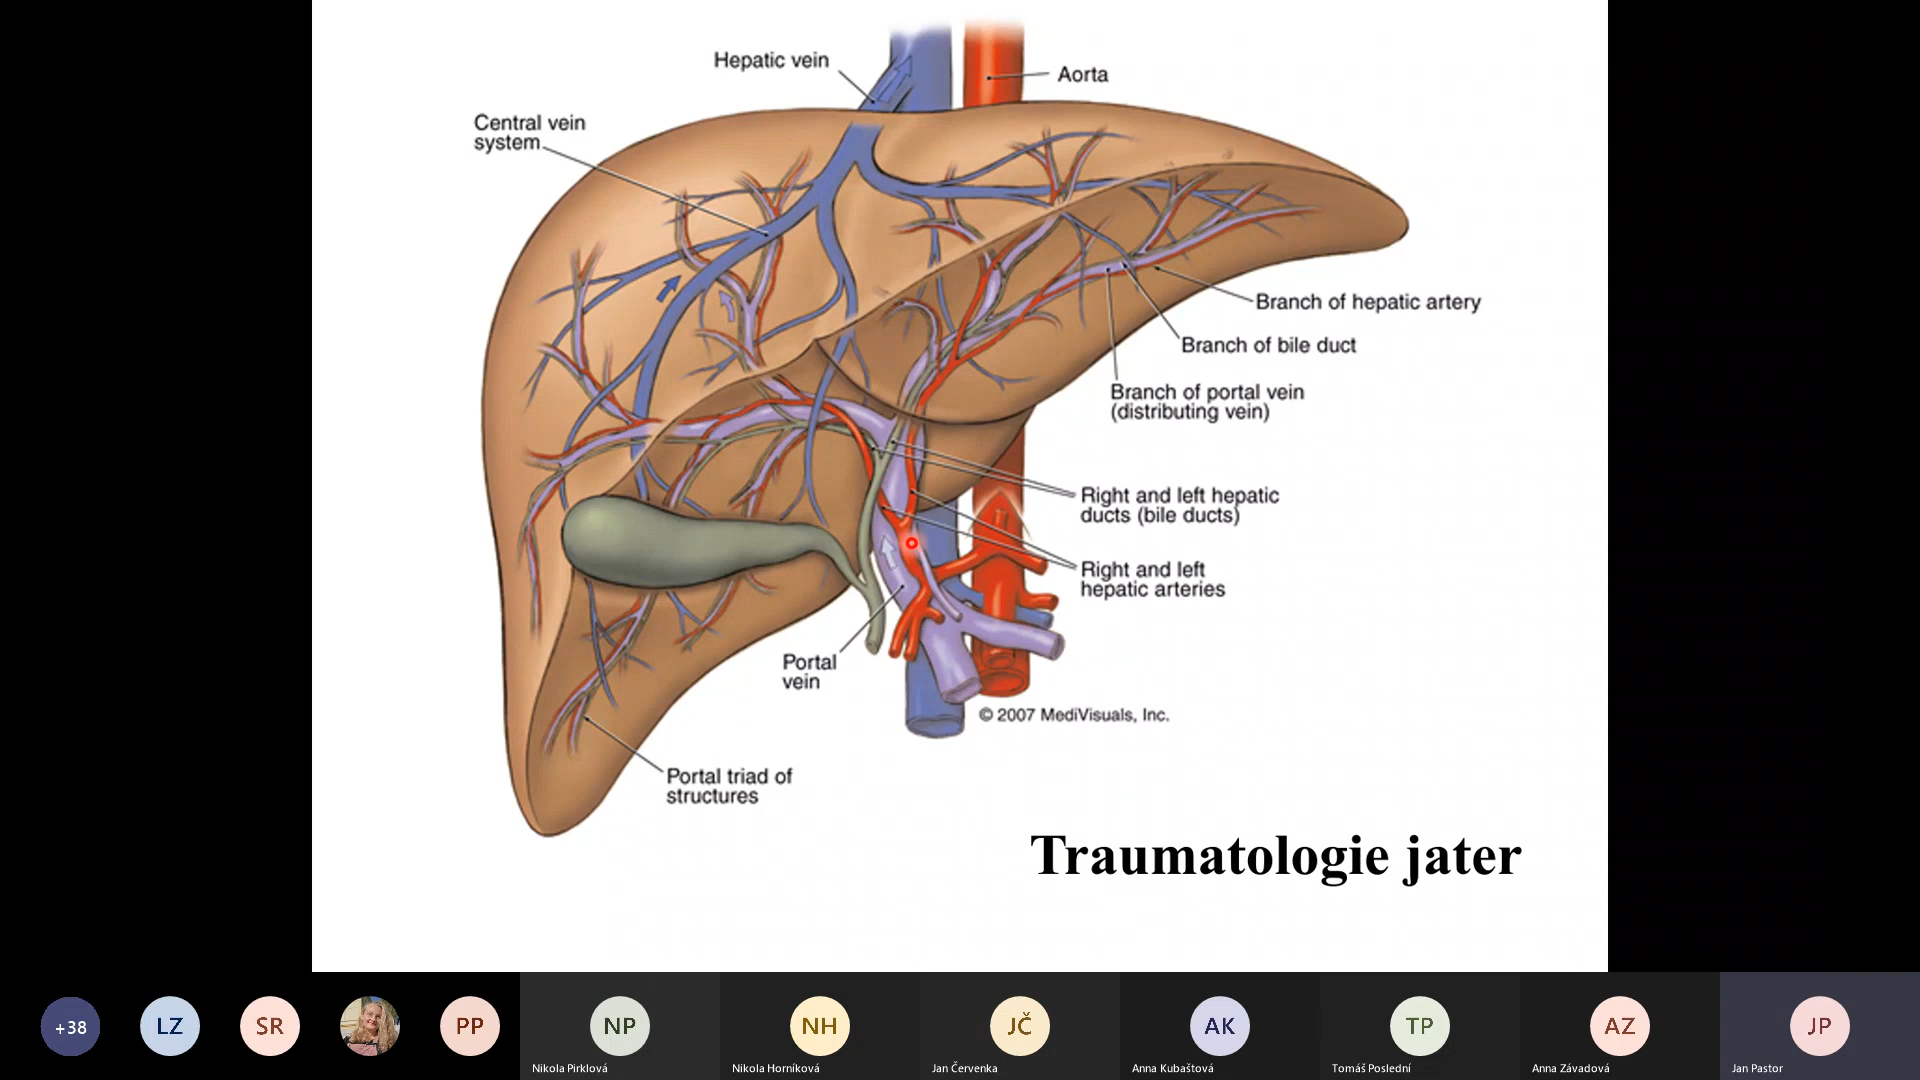 Hepatic vein
Aorta
Central vein
system
Branch of hepatic artery
Branch of bile duct
Branch of portal vein
(distributing vein)
Right and left hepatic
ducts (bile ducts)
Right and left
hepatic arteries
Portal
vein
© 2007 MediVisuals, Inc.
Portal triad of
structures
Traumatologie jater
+38
LZ
SR
PP
NP
NH
JČ
AK
TP
AZ
JP
Nikola Pirklová
Nikola Horníková
Jan Červenka
Anna Kubaštová
Tomáš Poslední
Anna Závadová
Jan Pastor